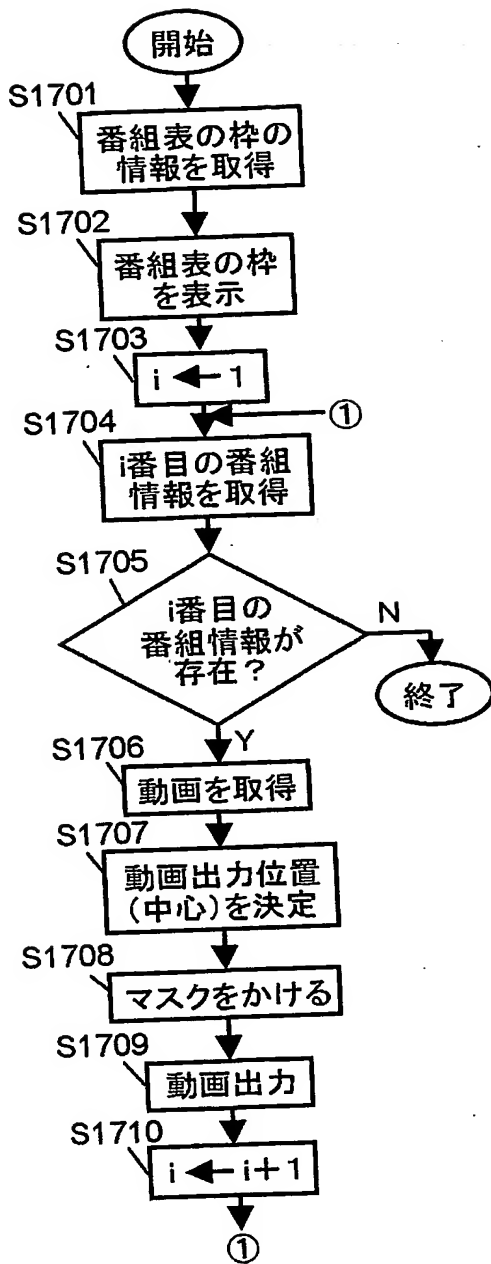 開始
S1701
番組表の枠の
情報を取得
S1702
番組表の枠
を表示
S1703
i ← 1
①
S1704
i番目の番組
情報を取得
S1705
i番目の
番組情報が
存在？
N
終了
Y
S1706
動画を取得
S1707
動画出力位置
(中心)を決定
S1708
マスクをかける
S1709
動画出力
S1710
i ← i+1
①